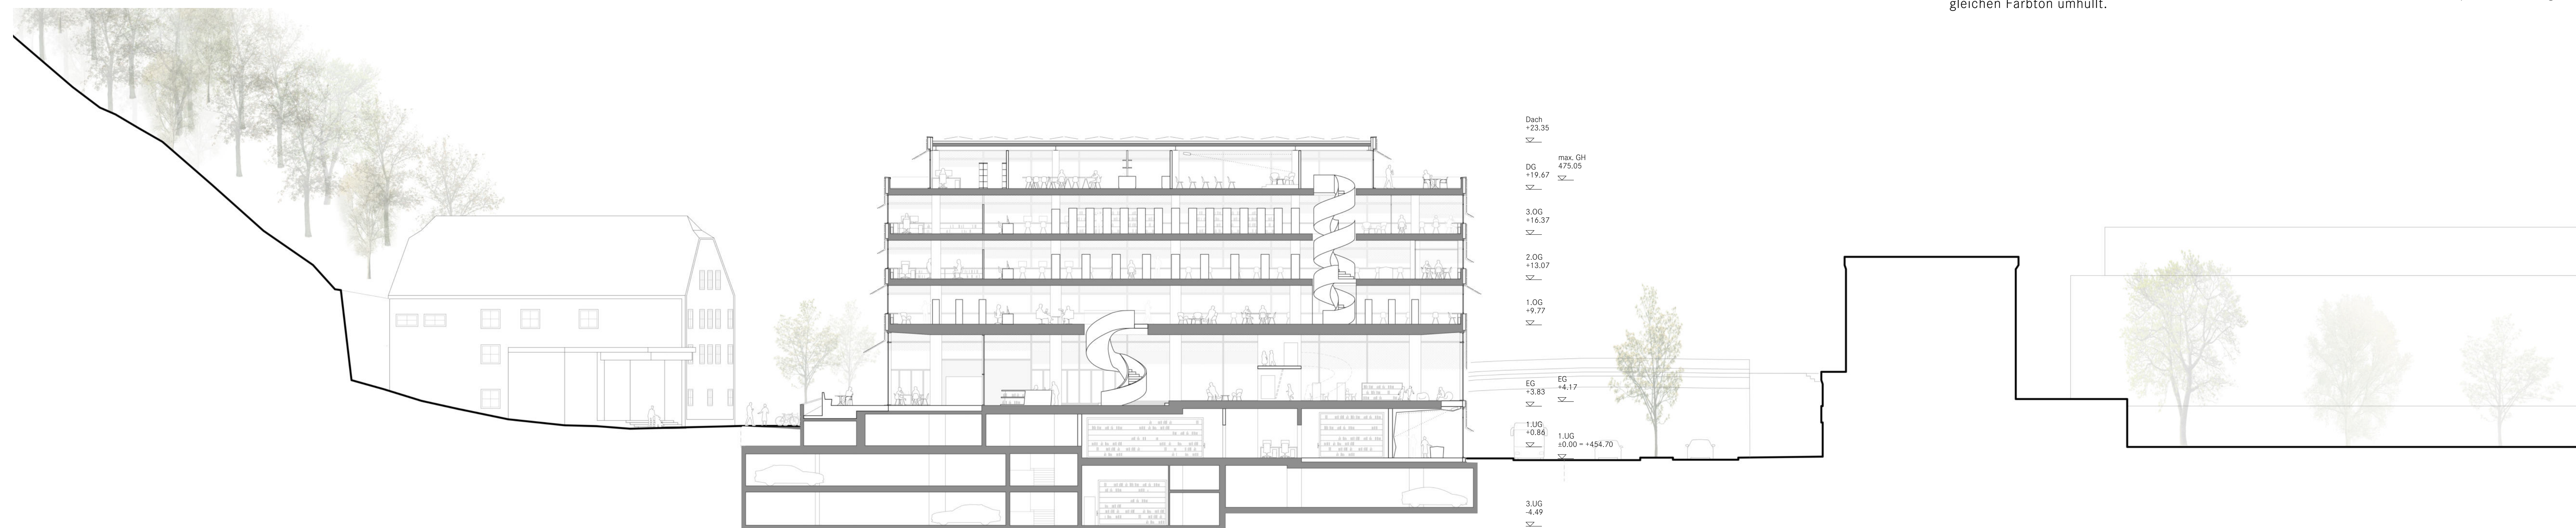 gleichen Farbton umhüllt.
Dach
+23,35
max. GH
475.05
DG
+19,67
3.OG
+16.37
2.OG
+13.07
1.OG
+9,77
EG
+3,83
EG
+4,17
1.UG
+0.86
1.UG
±0.00 = +454.70
3.UG
-4,49